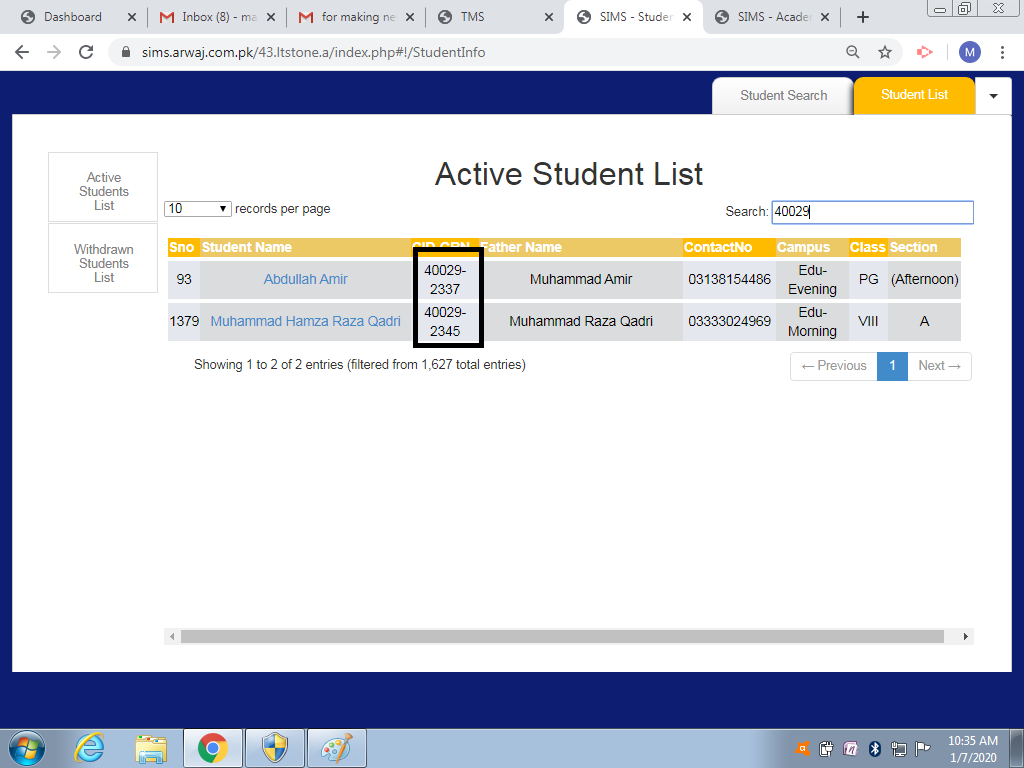 Dashboard
Inbox (8) - ma
for making ne
TMS
SIMS - Studen
SIMS - Acade
sims.arwaj.com.pk/43.ltstone.a/index.php#!/StudentInfo
M
Student Search
Student List
Active Students List
Withdrawn Students List
Active Student List
10 records per page
Search: 40029
Sno Student Name CID-GRN Father Name ContactNo Campus Class Section
93 Abdullah Amir 40029-2337 Muhammad Amir 03138154486 Edu-Evening PG (Afternoon)
1379 Muhammad Hamza Raza Qadri 40029-2345 Muhammad Raza Qadri 03333024969 Edu-Morning VIII A
Showing 1 to 2 of 2 entries (filtered from 1,627 total entries)
← Previous 1 Next →
10:35 AM
1/7/2020